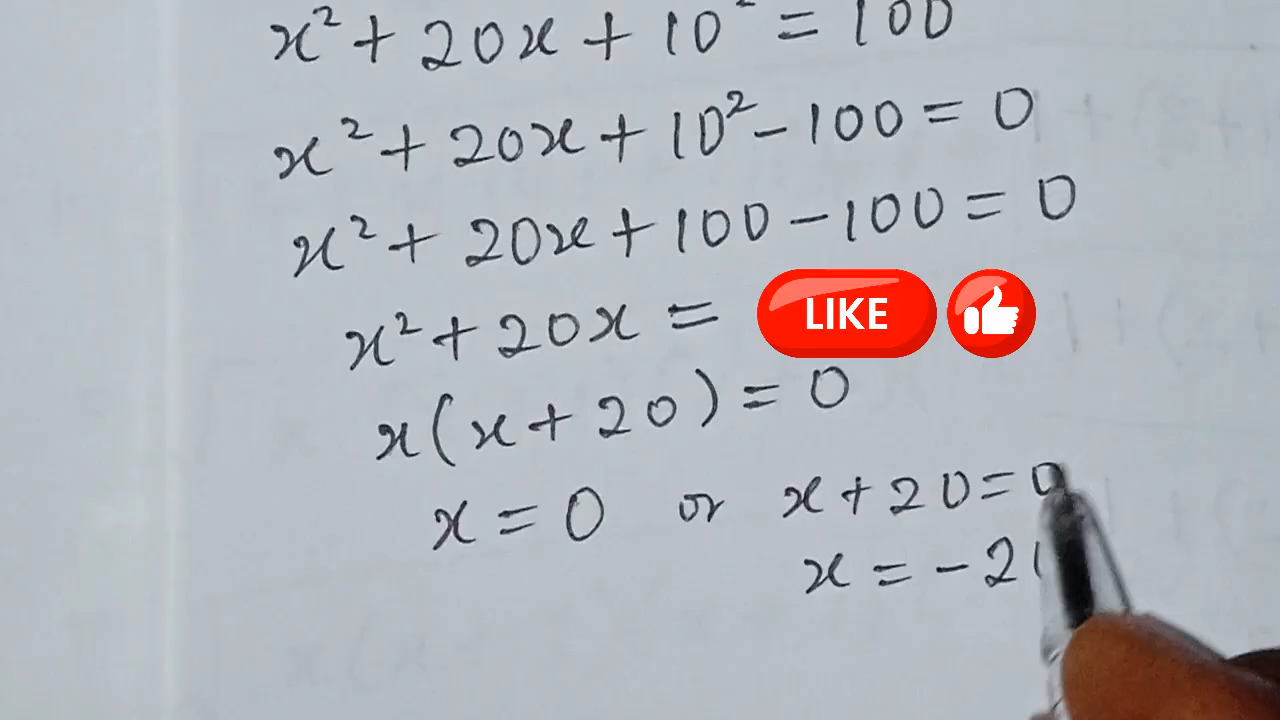 x² + 20x + 10² = 100
x² + 20x + 10² - 100 = 0
x² + 20x + 100 - 100 = 0
x² + 20x = LIKE
x(x + 20) = 0
x = 0 or x + 20 = 0
x = -2